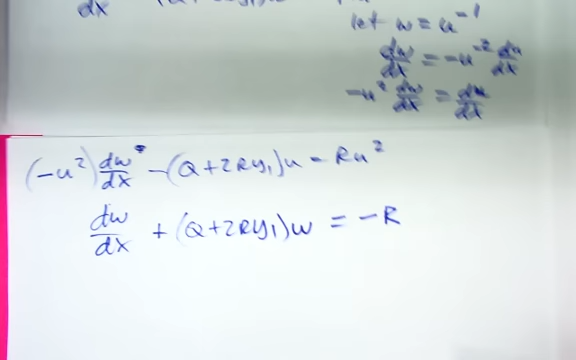 dx
let w = u⁻¹
dw/dx = -u⁻² du/dx
-u² dw/dx = du/dx
(-u²) dw/dx - (Q+2Ry₁)u = Ru²
dw/dx + (Q+2Ry₁)w = -R